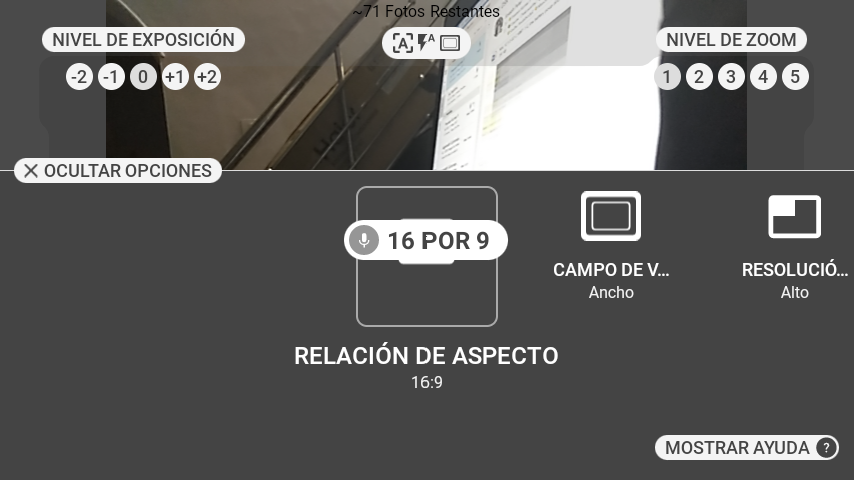 ~71 Fotos Restantes
NIVEL DE EXPOSICIÓN
NIVEL DE ZOOM
A
A
-2 -1 0 +1 +2
1 2 3 4 5
OCULTAR OPCIONES
16 POR 9
CAMPO DE V...
Ancho
RESOLUCIÓ...
Alto
RELACIÓN DE ASPECTO
16:9
MOSTRAR AYUDA ?